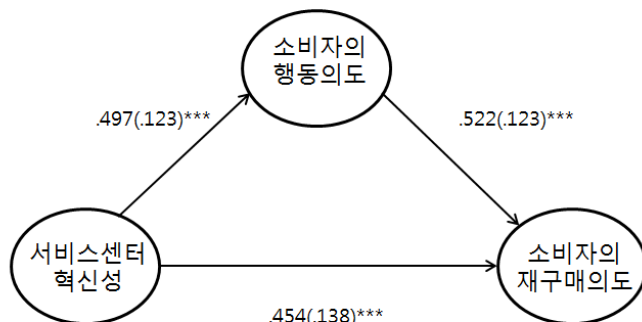 소비자의
행동의도
.497(.123)***
.522(.123)***
서비스센터
혁신성
소비자의
재구매의도
.454(.138)***